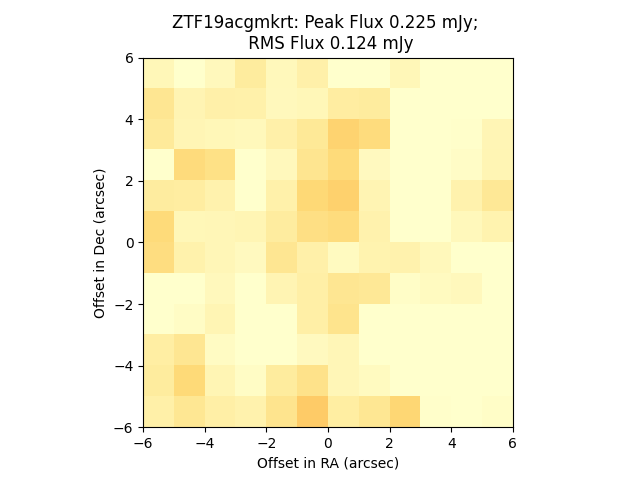 ZTF19acgmkrt: Peak Flux 0.225 mJy;
RMS Flux 0.124 mJy
6
4
2
0
−2
−4
−6
Offset in Dec (arcsec)
−6 −4 −2 0 2 4 6
Offset in RA (arcsec)